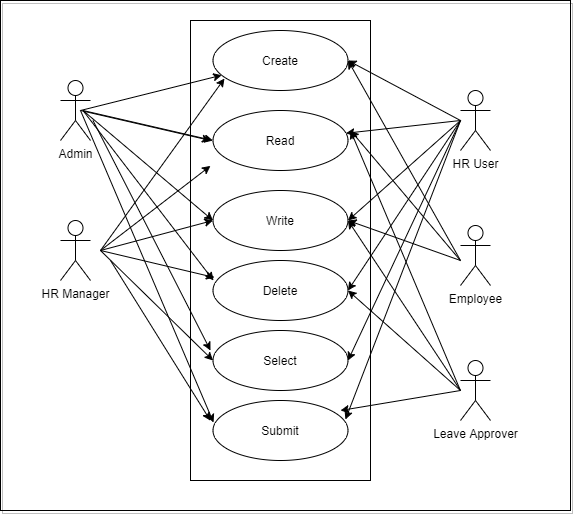 Create
Read
Admin
HR User
Write
Delete
HR Manager
Employee
Select
Submit
Leave Approver